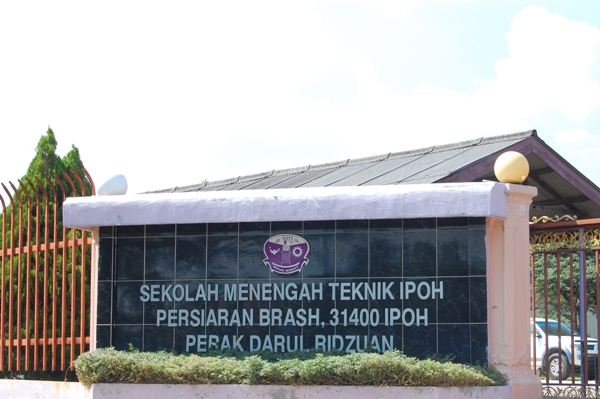 SEKOLAH MENENGAH TEKNIK IPOH
PERSIARAN BRASH, 31400 IPOH
PERAK DARUL RIDZUAN